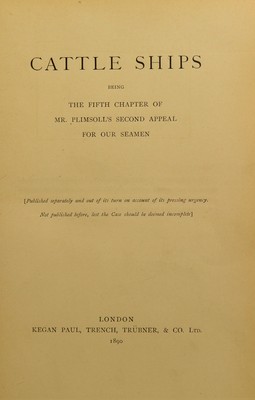 CATTLE SHIPS
BEING
THE FIFTH CHAPTER OF
MR. PLIMSOLL'S SECOND APPEAL
FOR OUR SEAMEN
[Published separately and out of its turn on account of its pressing urgency.
Not published before, lest the Case should be deemed incomplete]
LONDON
KEGAN PAUL, TRENCH, TRÜBNER, & CO. LTD.
1890